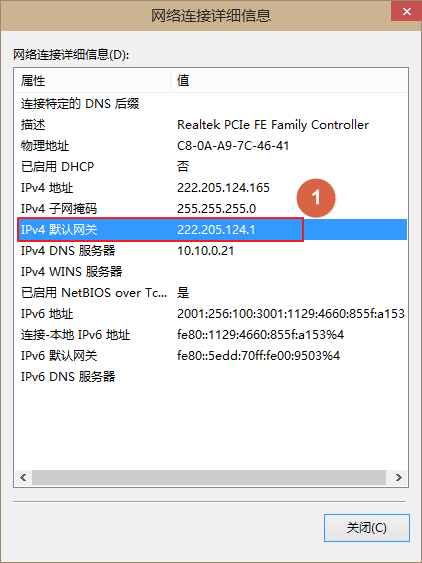 网络连接详细信息
网络连接详细信息(D):
属性 值
连接特定的 DNS 后缀
描述 Realtek PCIe FE Family Controller
物理地址 C8-0A-A9-7C-46-41
已启用 DHCP 否
IPv4 地址 222.205.124.165
IPv4 子网掩码 255.255.255.0
IPv4 默认网关 222.205.124.1
1
IPv4 DNS 服务器 10.10.0.21
IPv4 WINS 服务器
已启用 NetBIOS over Tc... 是
IPv6 地址 2001:256:100:3001:1129:4660:855f:a153
连接-本地 IPv6 地址 fe80::1129:4660:855f:a153%4
IPv6 默认网关 fe80::5edd:70ff:fe00:9503%4
IPv6 DNS 服务器
关闭(C)